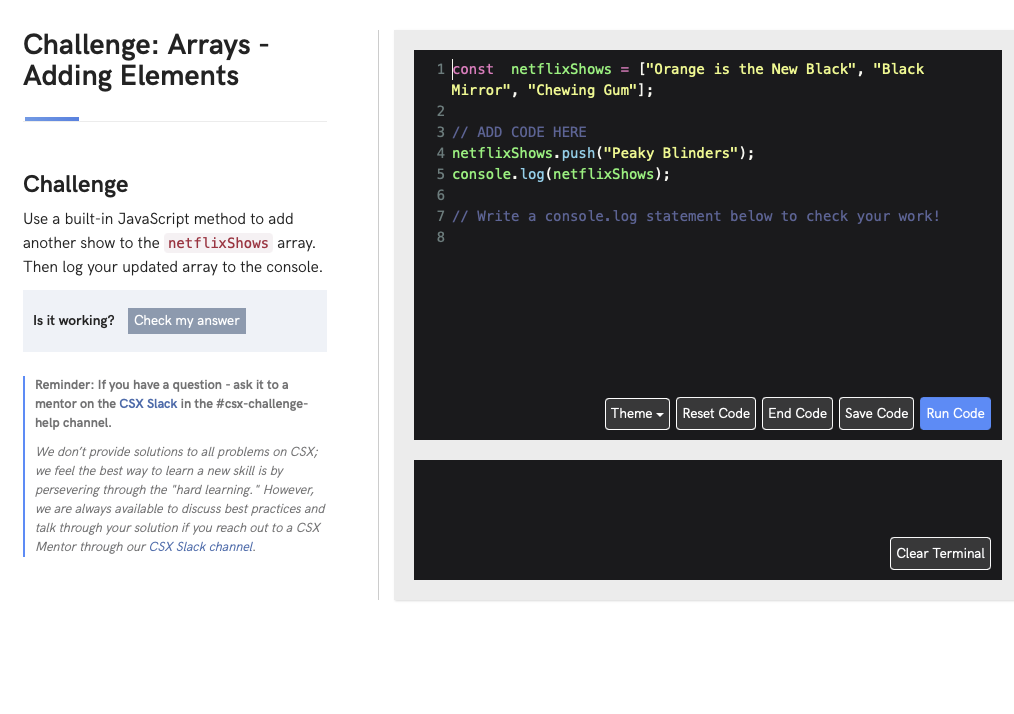 Challenge: Arrays -
Adding Elements
Challenge
Use a built-in JavaScript method to add
another show to the netflixShows array.
Then log your updated array to the console.
Is it working? Check my answer
Reminder: If you have a question - ask it to a
mentor on the CSX Slack in the #csx-challenge-
help channel.
We don't provide solutions to all problems on CSX;
we feel the best way to learn a new skill is by
persevering through the "hard learning." However,
we are always available to discuss best practices and
talk through your solution if you reach out to a CSX
Mentor through our CSX Slack channel.
1 const  netflixShows = ["Orange is the New Black", "Black
Mirror", "Chewing Gum"];
2
3 // ADD CODE HERE
4 netflixShows.push("Peaky Blinders");
5 console.log(netflixShows);
6
7 // Write a console.log statement below to check your work!
8
Theme Reset Code End Code Save Code Run Code
Clear Terminal